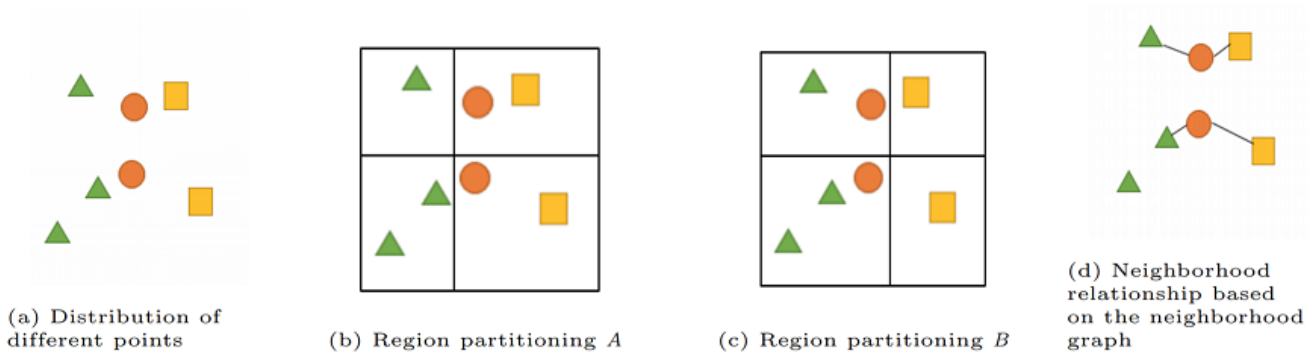 (a) Distribution of
different points
(b) Region partitioning A
(c) Region partitioning B
(d) Neighborhood
relationship based
on the neighborhood
graph